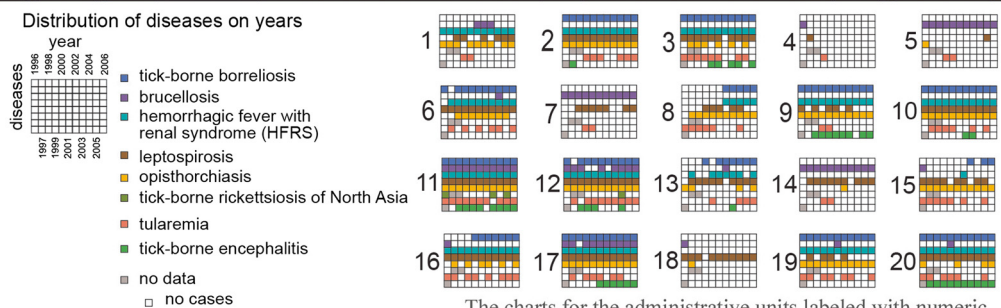 Distribution of diseases on years
year
1996 1998 2000 2002 2004 2006
diseases
1997 1999 2001 2003 2005
tick-borne borreliosis
brucellosis
hemorrhagic fever with
renal syndrome (HFRS)
leptospirosis
opisthorchiasis
tick-borne rickettsiosis of North Asia
tularemia
tick-borne encephalitis
no data
no cases
1 2 3 4 5
6 7 8 9 10
11 12 13 14 15
16 17 18 19 20
The charts for the administrative units labeled with numeric